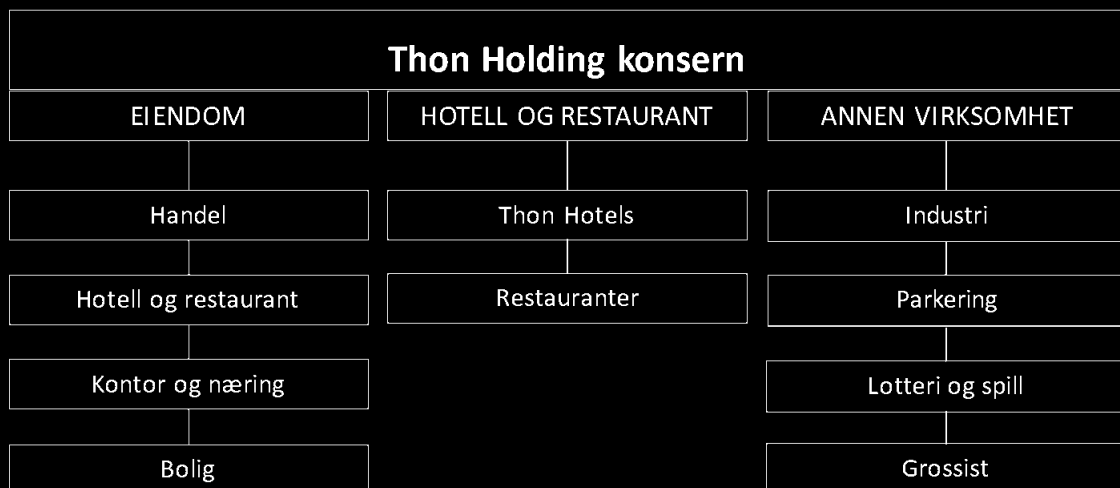 Thon Holding konsern
EIENDOM
HOTELL OG RESTAURANT
ANNEN VIRKSOMHET
Handel
Thon Hotels
Industri
Hotell og restaurant
Restauranter
Parkering
Kontor og næring
Lotteri og spill
Bolig
Grossist